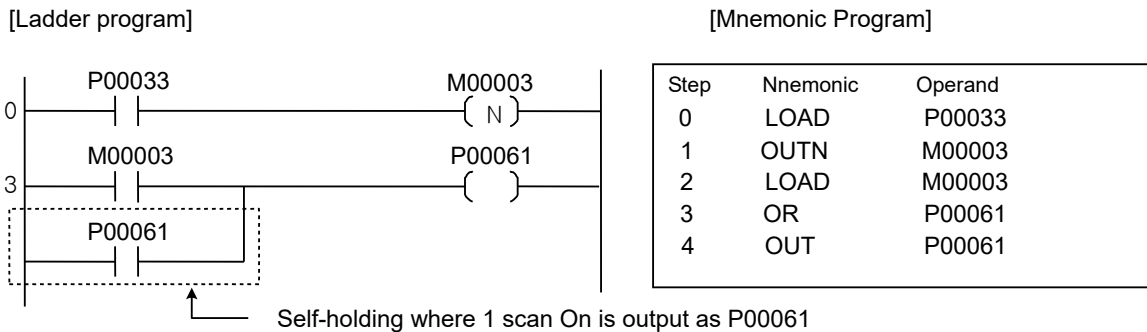 [Ladder program]
[Mnemonic Program]
P00033
M00003
0
N
M00003
P00061
3
P00061
Self-holding where 1 scan On is output as P00061
Step Nnemonic Operand
0 LOAD P00033
1 OUTN M00003
2 LOAD M00003
3 OR P00061
4 OUT P00061